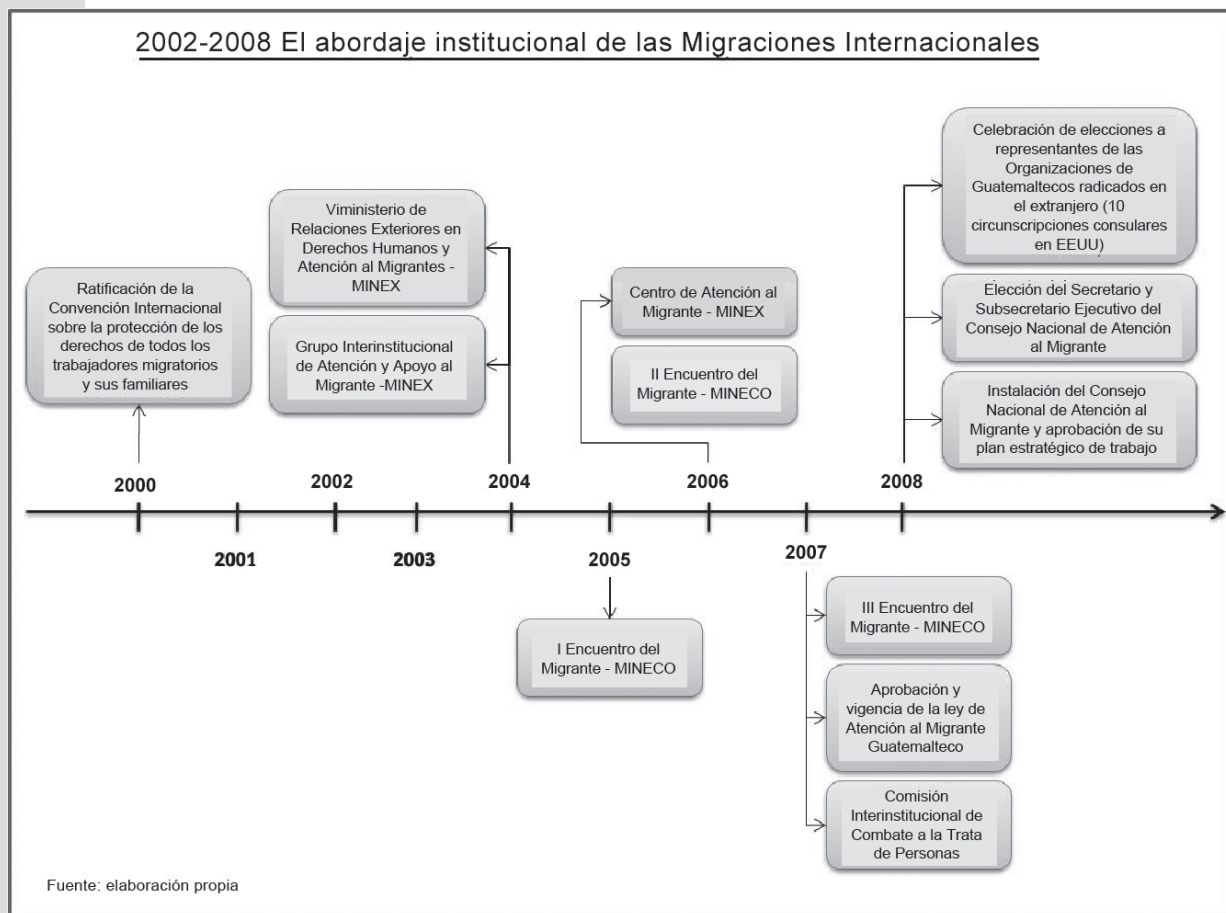 2002-2008 El abordaje institucional de las Migraciones Internacionales
Ratificación de la
Convención Internacional
sobre la protección de los
derechos de todos los
trabajadores migratorios
y sus familiares
Viministerio de
Relaciones Exteriores en
Derechos Humanos y
Atención al Migrantes -
MINEX
Grupo Interinstitucional
de Atención y Apoyo al
Migrante -MINEX
Centro de Atención al
Migrante - MINEX
II Encuentro del
Migrante - MINECO
Celebración de elecciones a
representantes de las
Organizaciones de
Guatemaltecos radicados en
el extranjero (10
circunscripciones consulares
en EEUU)
Elección del Secretario y
Subsecretario Ejecutivo del
Consejo Nacional de Atención
al Migrante
Instalación del Consejo
Nacional de Atención al
Migrante y aprobación de su
plan estratégico de trabajo
2000
2002
2004
2006
2008
2001
2003
2005
2007
I Encuentro del
Migrante - MINECO
III Encuentro del
Migrante - MINECO
Aprobación y
vigencia de la ley de
Atención al Migrante
Guatemalteco
Comisión
Interinstitucional de
Combate a la Trata
de Personas
Fuente: elaboración propia